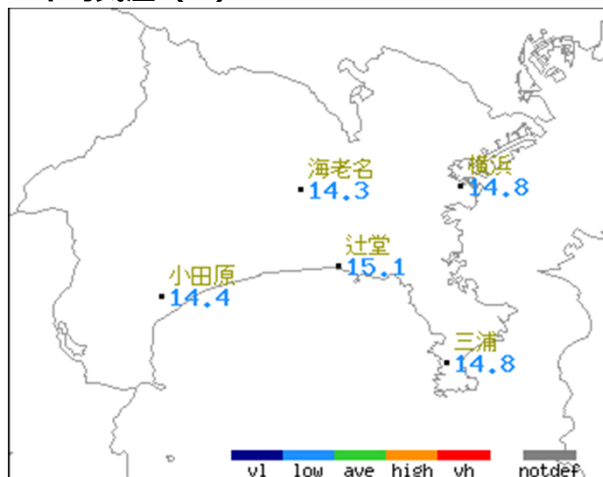 海老名
14.3
横浜
14.8
辻堂
15.1
小田原
14.4
三浦
14.8
vl low ave high vh notdef